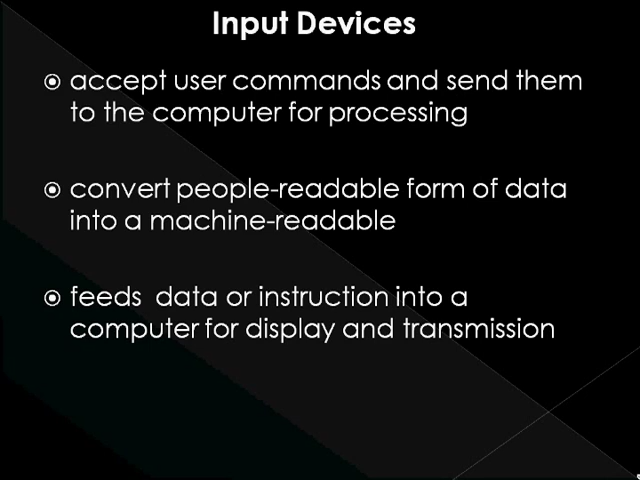 Input Devices
accept user commands and send them
to the computer for processing
convert people-readable form of data
into a machine-readable
feeds data or instruction into a
computer for display and transmission